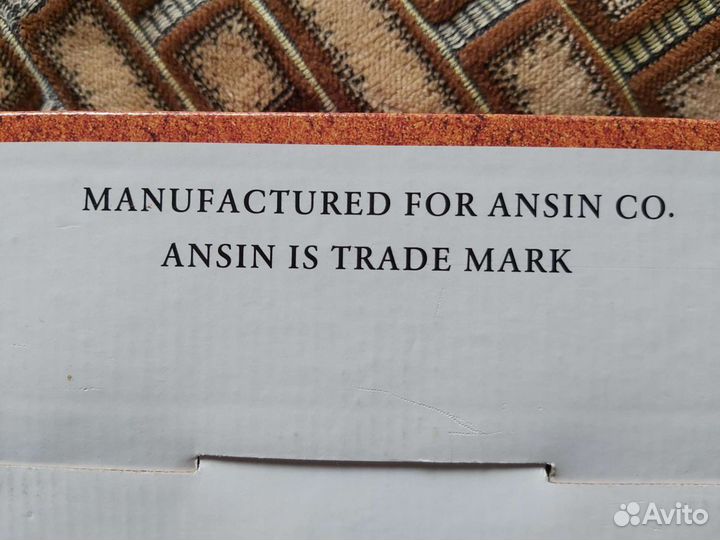 MANUFACTURED FOR ANSIN CO.
ANSIN IS TRADE MARK
Avito